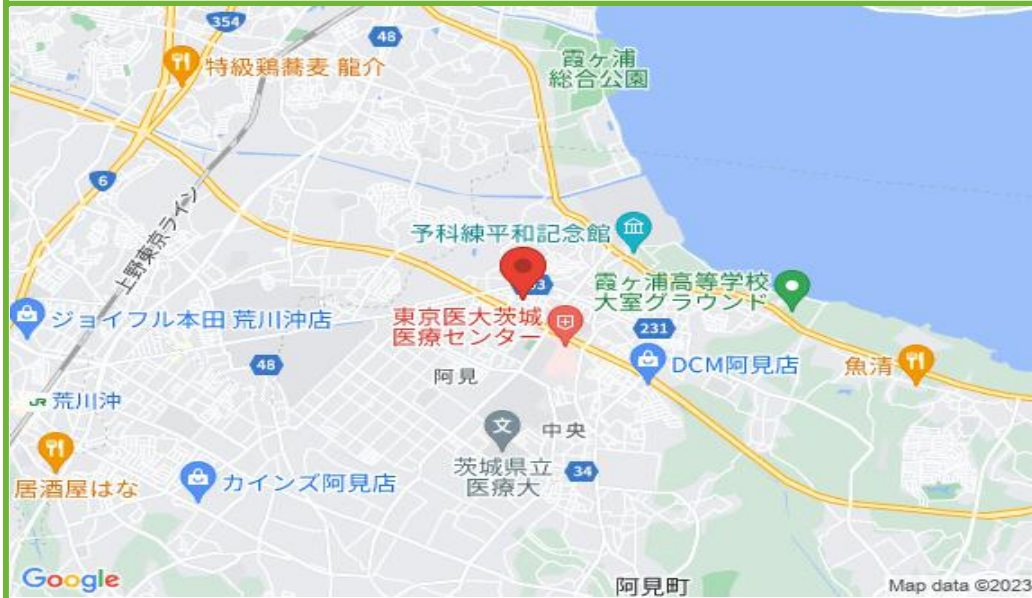 354
48
特級鶏蕎麦 龍介
霞ヶ浦
総合公園
6
上野東京ライン
予科練平和記念館
霞ヶ浦高等学校
大室グラウンド
東京医大茨城
医療センター
231
ジョイフル本田 荒川沖店
48
阿見
DCM阿見店
魚清
JR 荒川沖
中央
茨城県立
医療大
34
居酒屋はな
カインズ阿見店
Google
阿見町
Map data ©2023